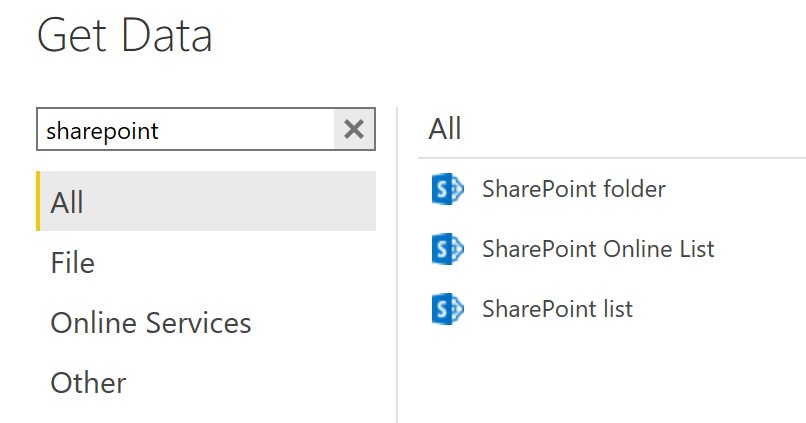 Get Data
sharepoint
All
File
Online Services
Other
All
SharePoint folder
SharePoint Online List
SharePoint list